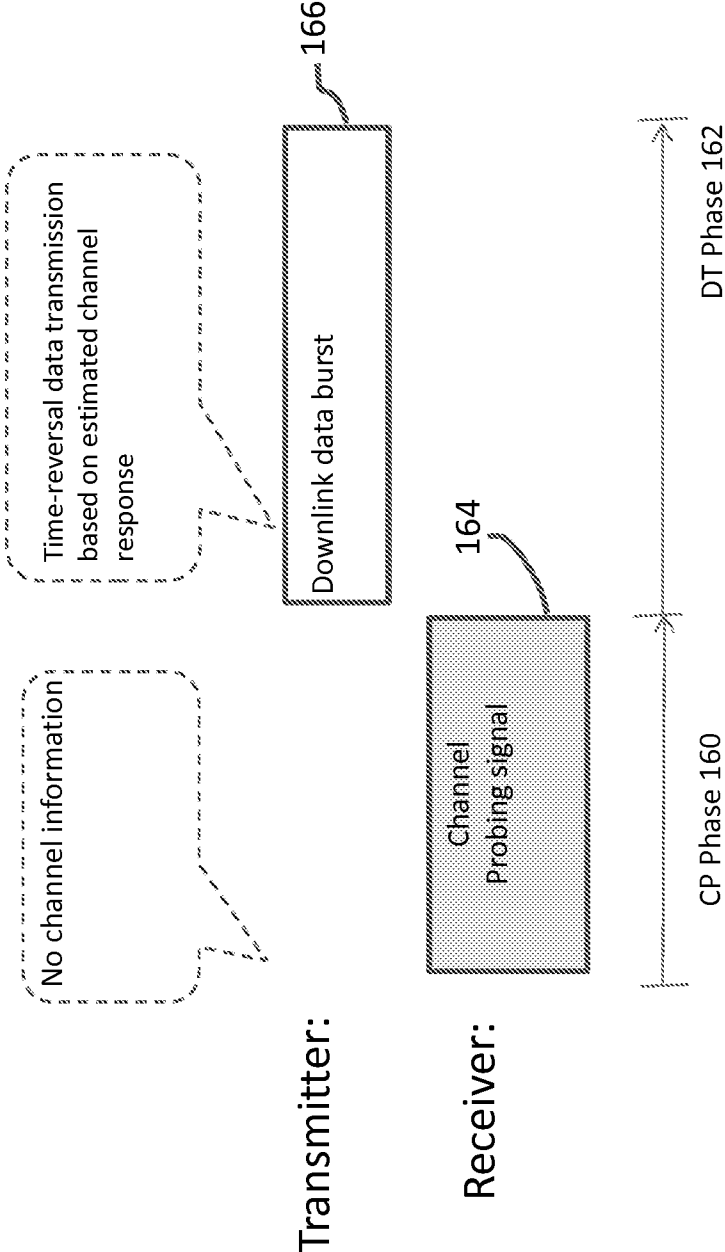 No channel information
Time-reversal data transmission
based on estimated channel
response
166
Transmitter:
Downlink data burst
164
Receiver:
Channel
Probing signal
CP Phase 160
DT Phase 162